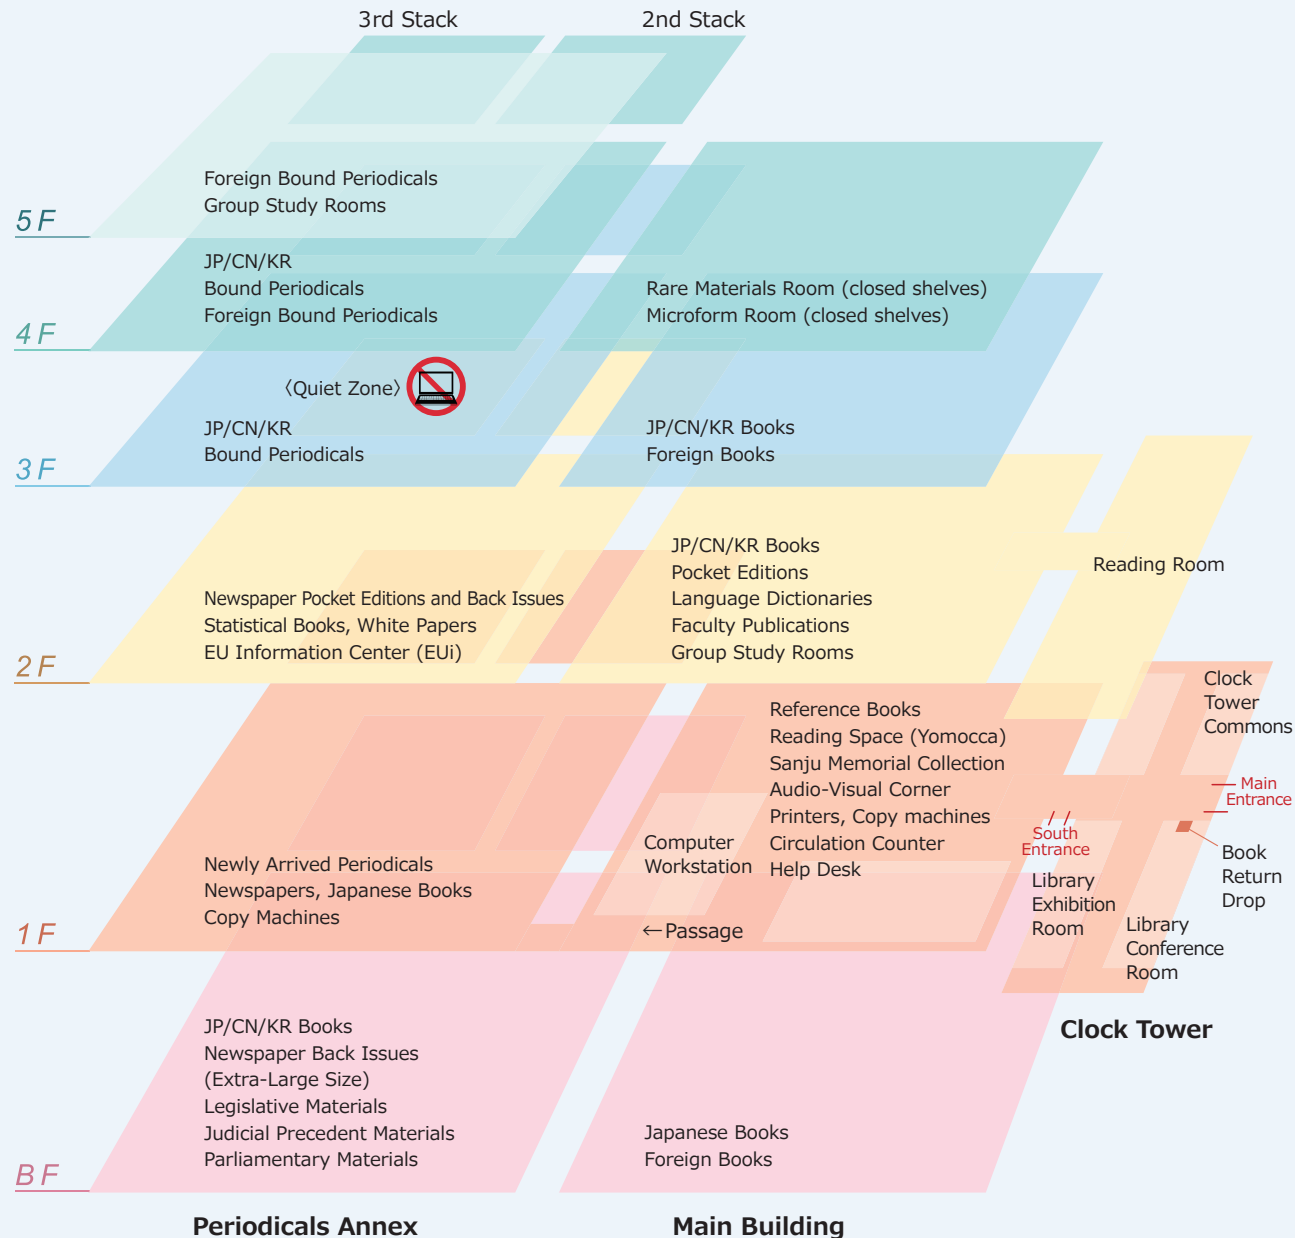 3rd Stack
2nd Stack
5F
Foreign Bound Periodicals
Group Study Rooms
4F
JP/CN/KR
Bound Periodicals
Foreign Bound Periodicals
Rare Materials Room (closed shelves)
Microform Room (closed shelves)
3F
〈Quiet Zone〉
JP/CN/KR
Bound Periodicals
JP/CN/KR Books
Foreign Books
2F
Newspaper Pocket Editions and Back Issues
Statistical Books, White Papers
EU Information Center (EUi)
JP/CN/KR Books
Pocket Editions
Language Dictionaries
Faculty Publications
Group Study Rooms
Reading Room
1F
Newly Arrived Periodicals
Newspapers, Japanese Books
Copy Machines
Computer
Workstation
←Passage
Reference Books
Reading Space (Yomocca)
Sanju Memorial Collection
Audio-Visual Corner
Printers, Copy machines
Circulation Counter
Help Desk
Clock
Tower
Commons
Main
Entrance
South
Entrance
Book
Return
Drop
Library
Exhibition
Room
Library
Conference
Room
Clock Tower
BF
JP/CN/KR Books
Newspaper Back Issues
(Extra-Large Size)
Legislative Materials
Judicial Precedent Materials
Parliamentary Materials
Japanese Books
Foreign Books
Periodicals Annex
Main Building